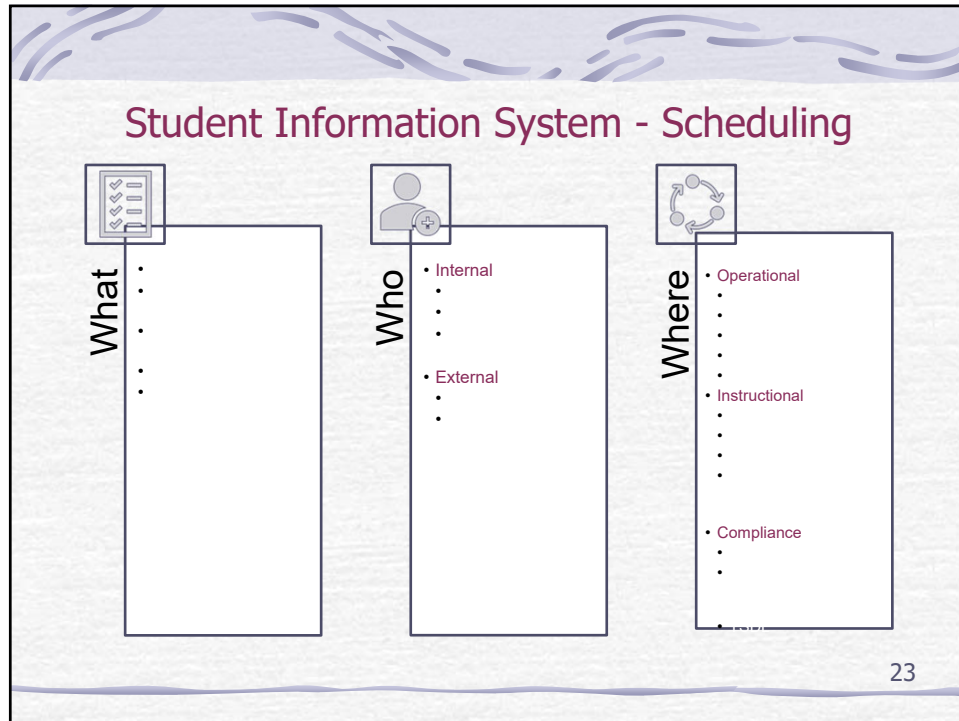 Student Information System - Scheduling
What
•
•
•
•
•
Who
• Internal
•
•
•
• External
•
•
Where
• Operational
•
•
•
•
•
• Instructional
•
•
•
•
• Compliance
•
•
•
23